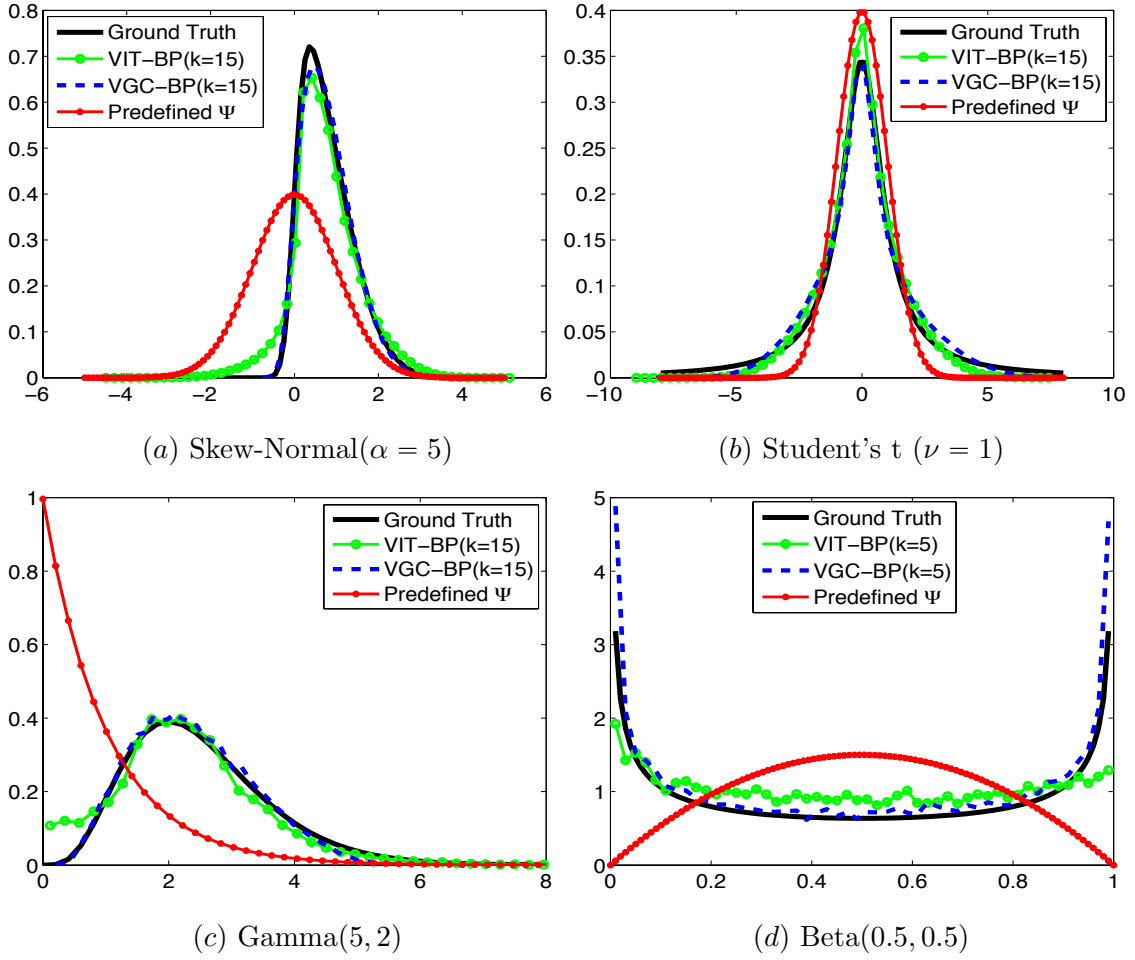 0.8
0.7
0.6
0.5
0.4
0.3
0.2
0.1
0
−6
−4
−2
0
2
4
6
Ground Truth
VIT−BP(k=15)
VGC−BP(k=15)
Predefined Ψ
(a) Skew-Normal(α = 5)
0.4
0.35
0.3
0.25
0.2
0.15
0.1
0.05
0
−10
−5
0
5
10
Ground Truth
VIT−BP(k=15)
VGC−BP(k=15)
Predefined Ψ
(b) Student's t (ν = 1)
1
0.8
0.6
0.4
0.2
0
0
2
4
6
8
Ground Truth
VIT−BP(k=15)
VGC−BP(k=15)
Predefined Ψ
(c) Gamma(5, 2)
5
4
3
2
1
0
0
0.2
0.4
0.6
0.8
1
Ground Truth
VIT−BP(k=5)
VGC−BP(k=5)
Predefined Ψ
(d) Beta(0.5, 0.5)